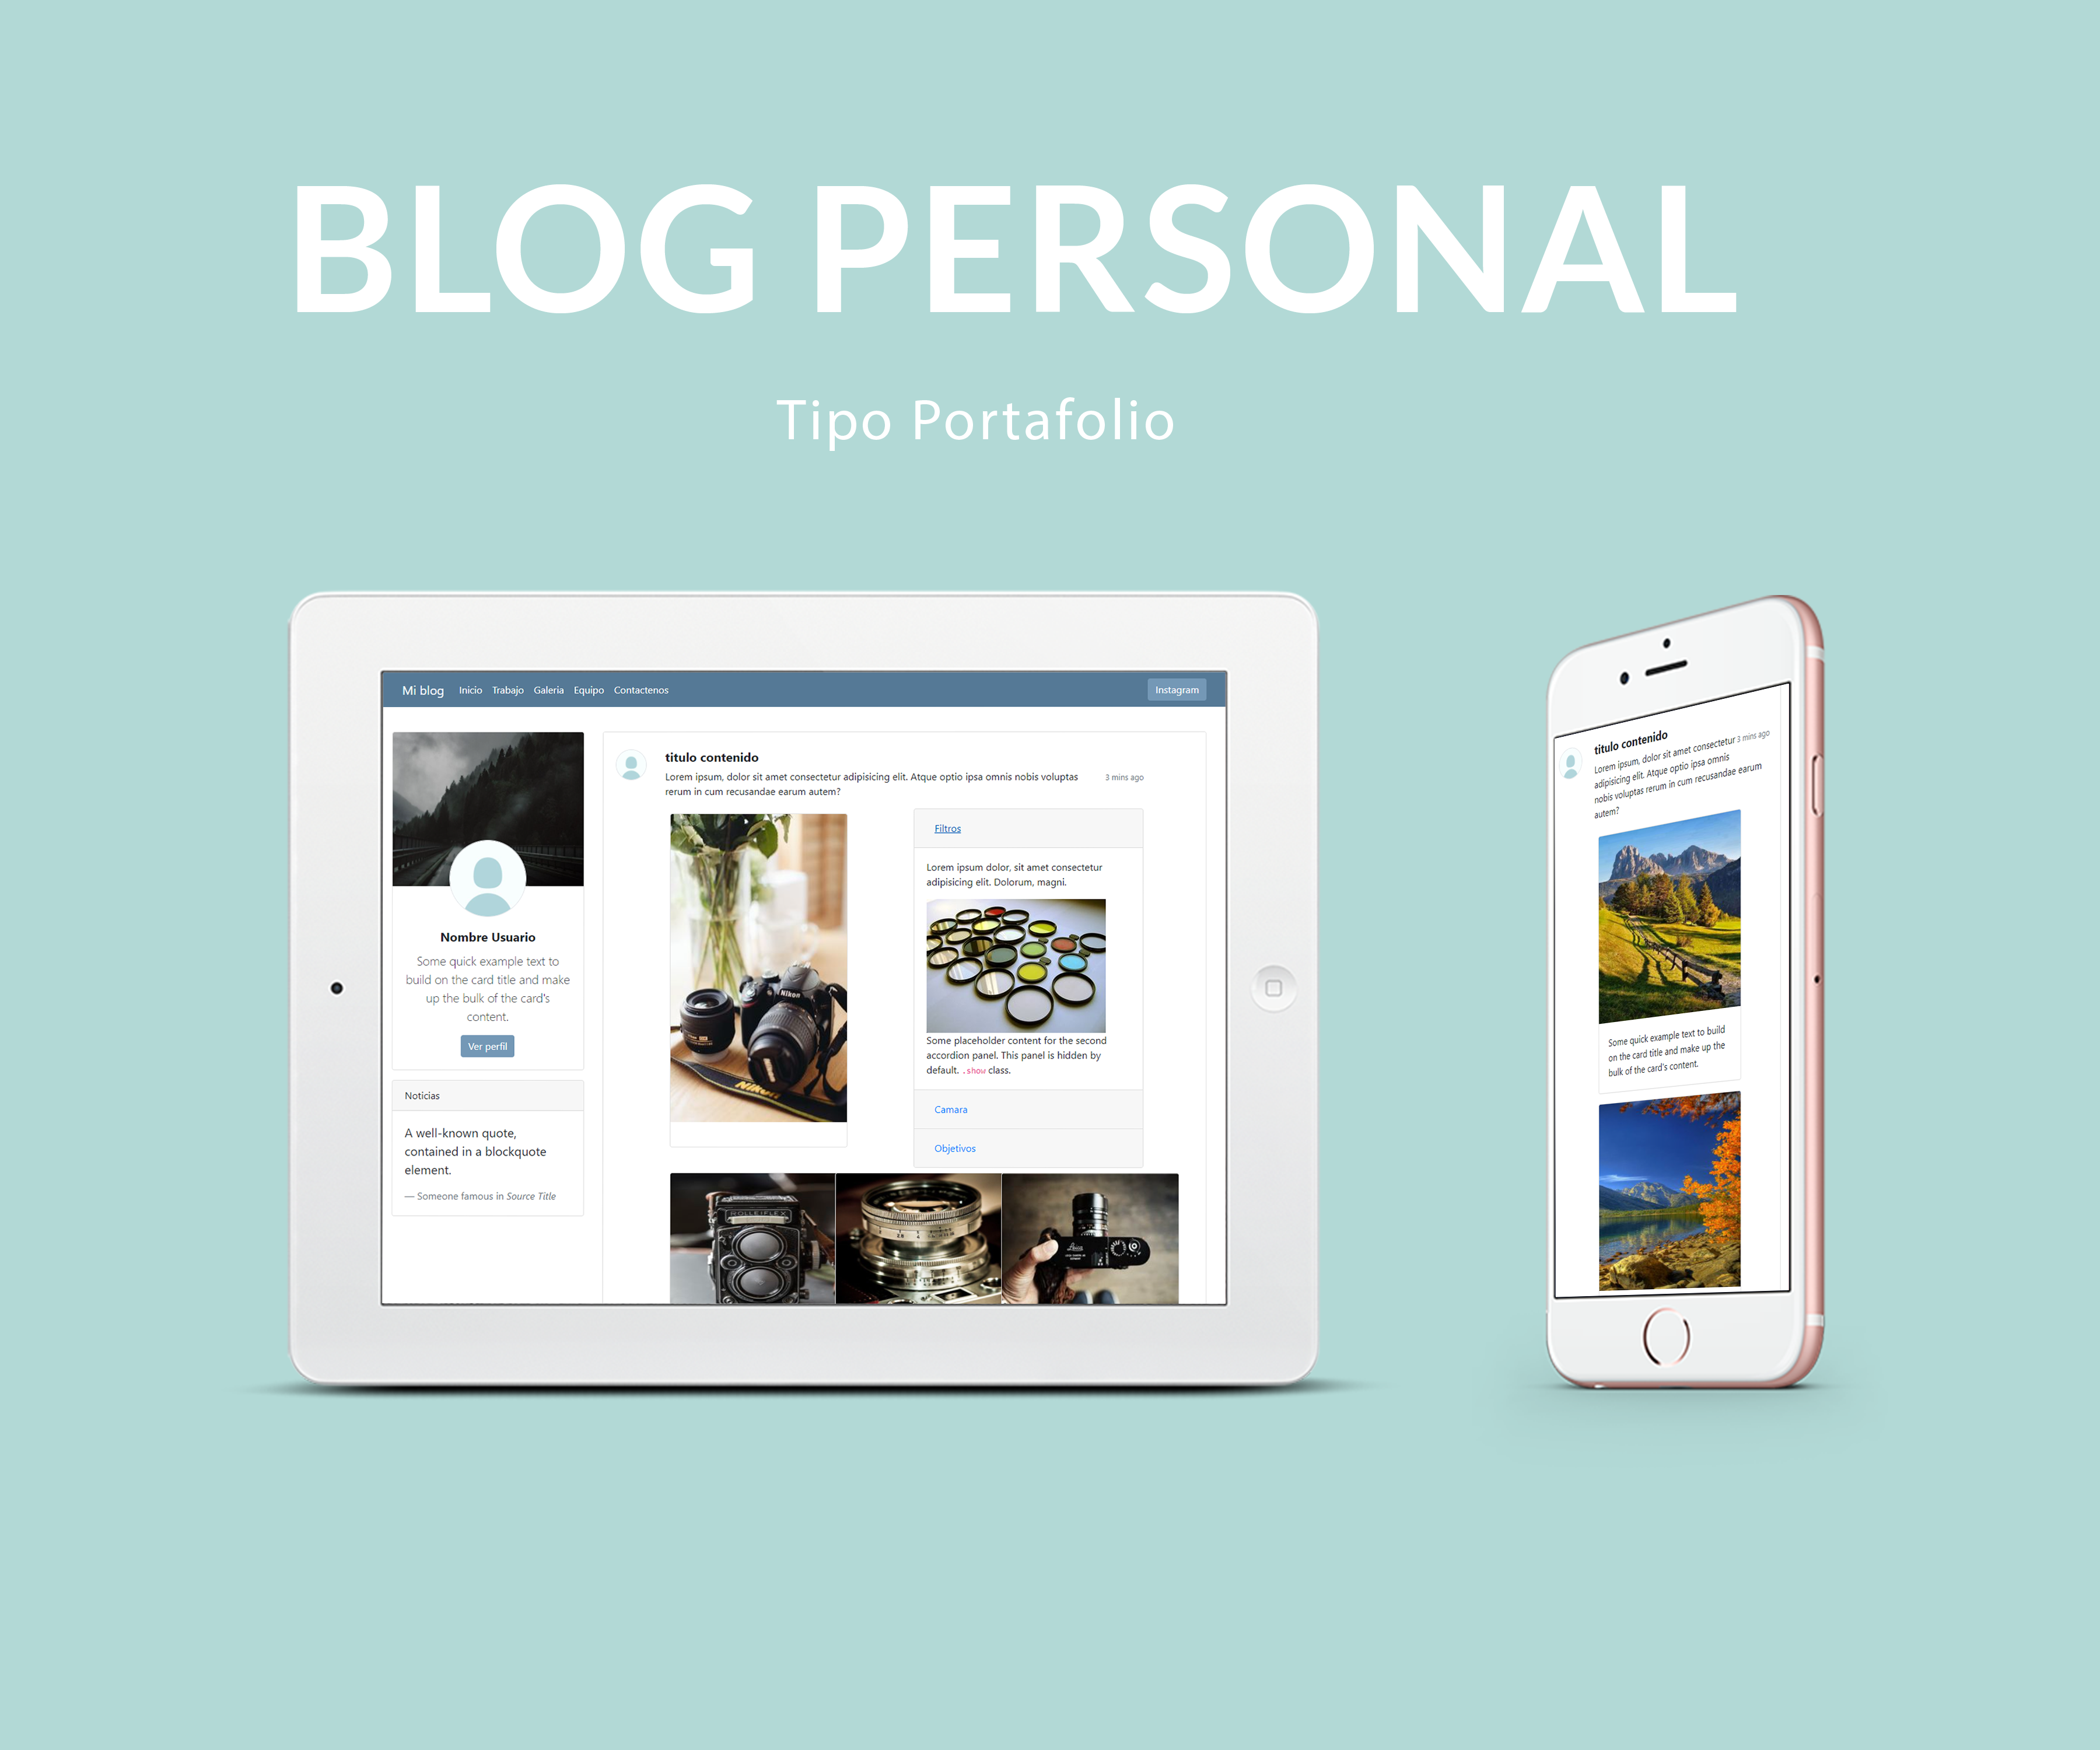 BLOG PERSONAL
Tipo Portafolio
Mi blog Inicio Trabajo Galeria Equipo Contactenos Instagram
Nombre Usuario
Some quick example text to
build on the card title and make
up the bulk of the card's
content.
Ver perfil
Noticias
A well-known quote,
contained in a blockquote
element.
— Someone famous in Source Title
titulo contenido
Lorem ipsum, dolor sit amet consectetur adipisicing elit. Atque optio ipsa omnis nobis voluptas 3 mins ago
rerum in cum recusandae earum autem?
Nikon
Nikon
Filtros
Lorem ipsum dolor, sit amet consectetur
adipisicing elit. Dolorum, magni.
Some placeholder content for the second
accordion panel. This panel is hidden by
default. .show class.
Camara
Objetivos
ROLLEIFLEX
Leica
titulo contenido
Lorem ipsum, dolor sit amet consectetur 3 mins ago
adipisicing elit. Atque optio ipsa omnis
nobis voluptas rerum in cum recusandae earum
autem?
Some quick example text to build
on the card title and make up the
bulk of the card's content.